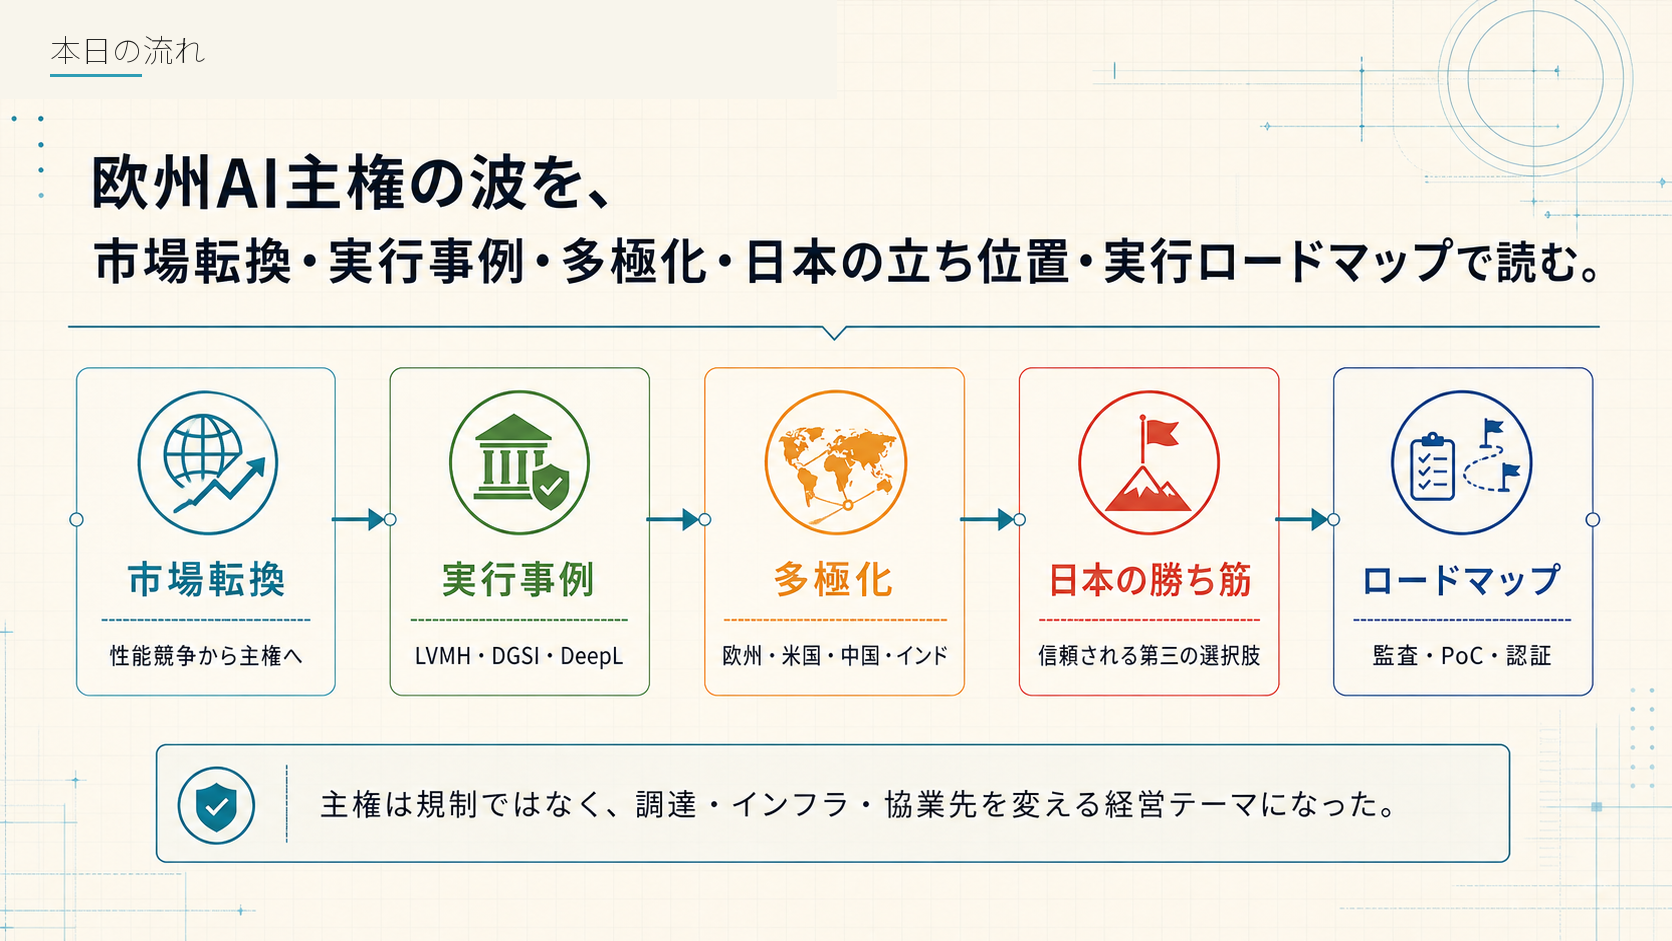 本日の流れ
欧州AI主権の波を、
市場転換・実行事例・多極化・日本の立ち位置・実行ロードマップで読む。
市場転換
性能競争から主権へ
実行事例
LVMH・DGSI・DeepL
多極化
欧州・米国・中国・インド
日本の勝ち筋
信頼される第三の選択肢
ロードマップ
監査・PoC・認証
主権は規制ではなく、調達・インフラ・協業先を変える経営テーマになった。